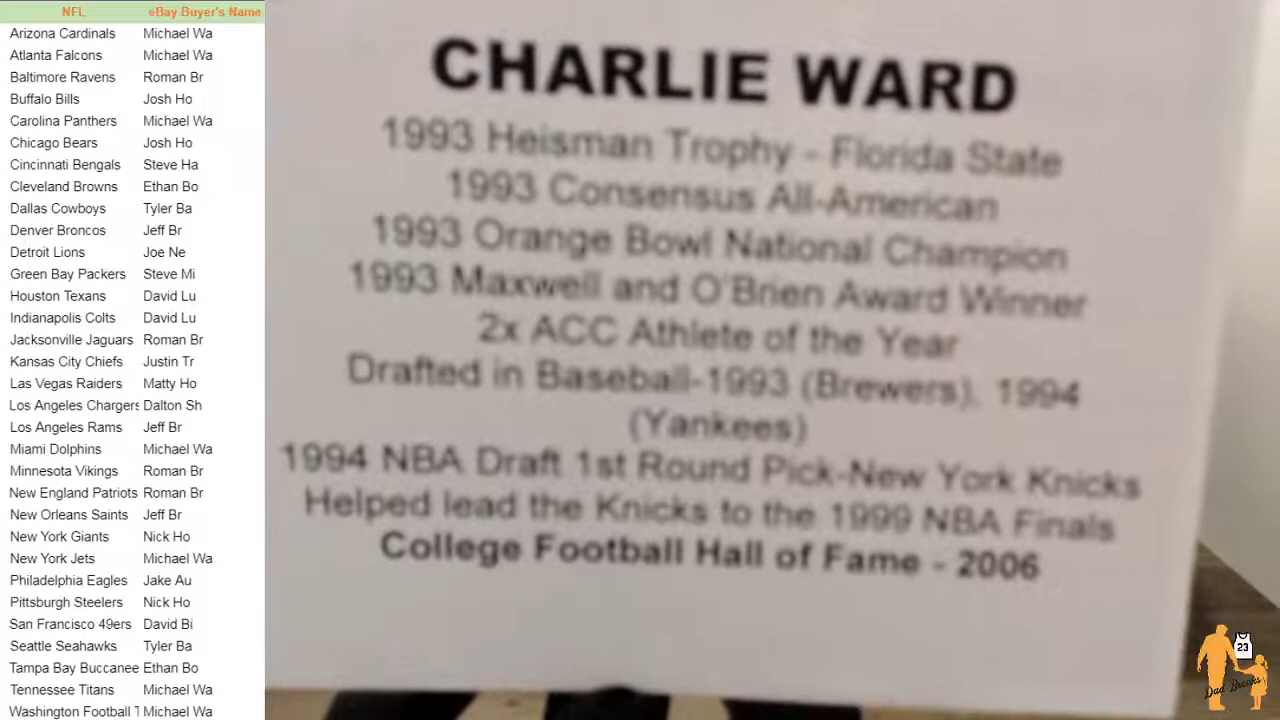 NFL eBay Buyer's Name
Arizona Cardinals Michael Wa
Atlanta Falcons Michael Wa
Baltimore Ravens Roman Br
Buffalo Bills Josh Ho
Carolina Panthers Michael Wa
Chicago Bears Josh Ho
Cincinnati Bengals Steve Ha
Cleveland Browns Ethan Bo
Dallas Cowboys Tyler Ba
Denver Broncos Jeff Br
Detroit Lions Joe Ne
Green Bay Packers Steve Mi
Houston Texans David Lu
Indianapolis Colts David Lu
Jacksonville Jaguars Roman Br
Kansas City Chiefs Justin Tr
Las Vegas Raiders Matty Ho
Los Angeles Chargers Dalton Sh
Los Angeles Rams Jeff Br
Miami Dolphins Michael Wa
Minnesota Vikings Roman Br
New England Patriots Roman Br
New Orleans Saints Jeff Br
New York Giants Nick Ho
New York Jets Michael Wa
Philadelphia Eagles Jake Au
Pittsburgh Steelers Nick Ho
San Francisco 49ers David Bi
Seattle Seahawks Tyler Ba
Tampa Bay Buccanee Ethan Bo
Tennessee Titans Michael Wa
Washington Football T Michael Wa
CHARLIE WARD
1993 Heisman Trophy - Florida State
1993 Consensus All-American
1993 Orange Bowl National Champion
1993 Maxwell and O'Brien Award Winner
2x ACC Athlete of the Year
Drafted in Baseball-1993 (Brewers), 1994
(Yankees)
1994 NBA Draft 1st Round Pick-New York Knicks
Helped lead the Knicks to the 1999 NBA Finals
College Football Hall of Fame - 2006
23
Dad Breaks